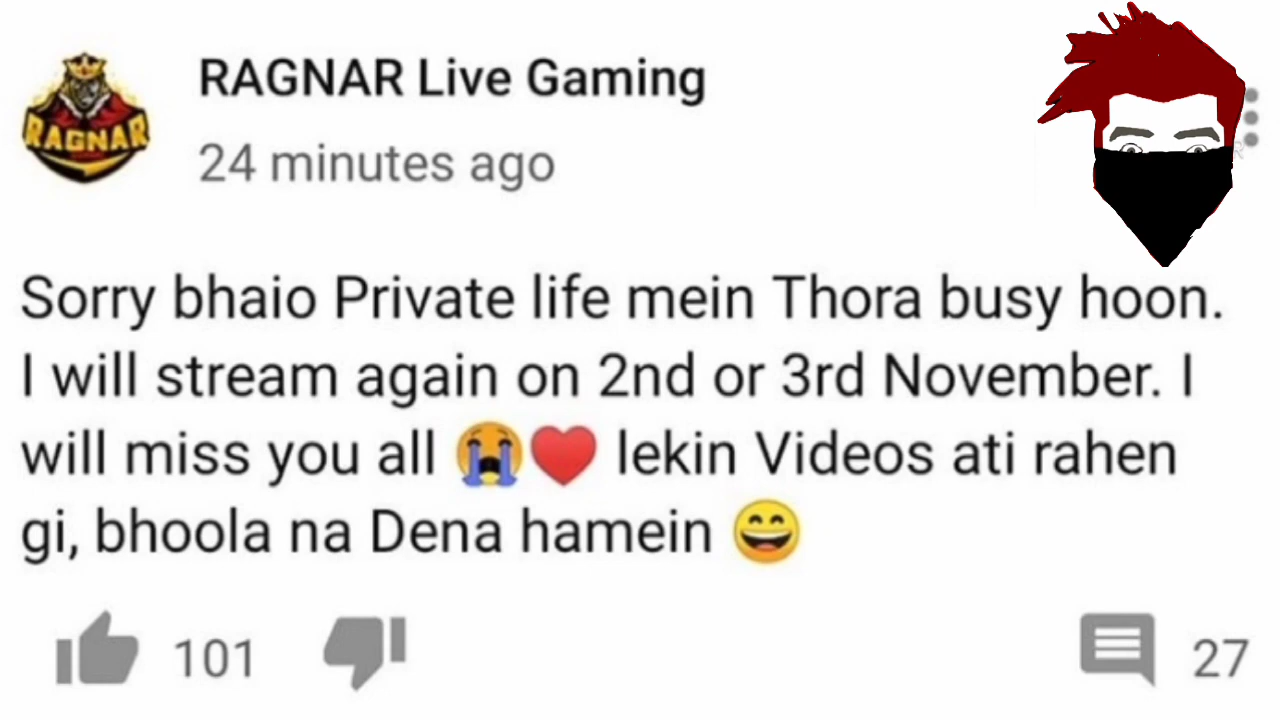 RAGNAR Live Gaming
RAGNAR
24 minutes ago
Sorry bhaio Private life mein Thora busy hoon.
I will stream again on 2nd or 3rd November. I
will miss you all 😭❤️ lekin Videos ati rahen
gi, bhoola na Dena hamein 😄
101
27